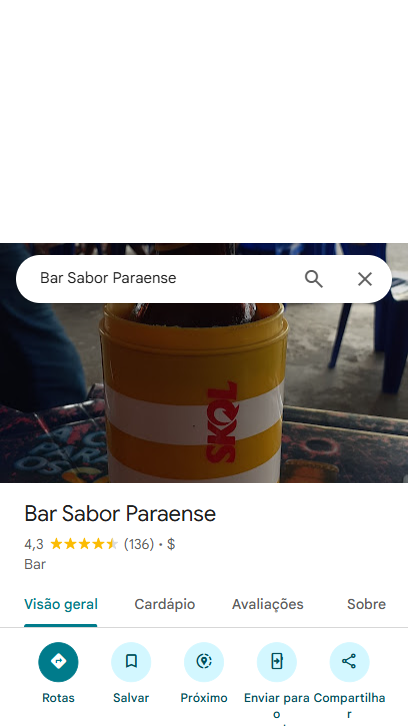 Bar Sabor Paraense
SKOL
Bar Sabor Paraense
4,3 (136) • $
Bar
Visão geral Cardápio Avaliações Sobre
Rotas Salvar Próximo Enviar para o Compartilhar